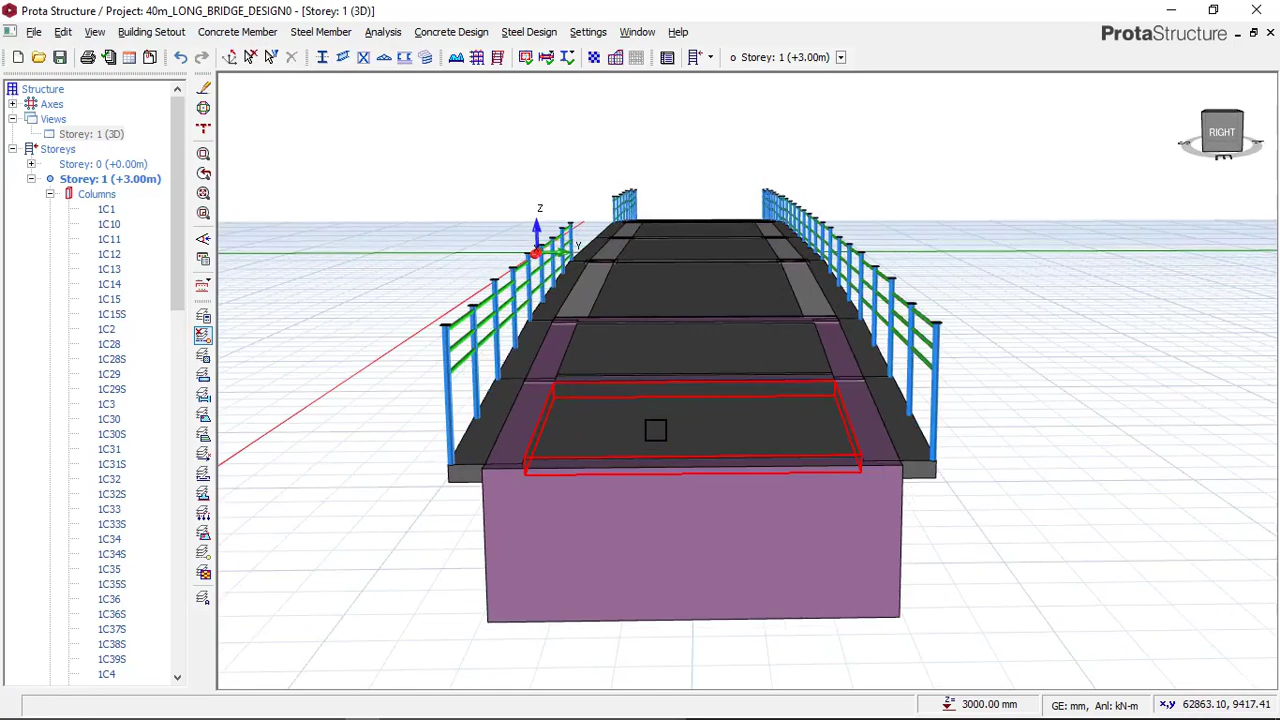 Prota Structure / Project: 40m_LONG_BRIDGE_DESIGN0 - [Storey: 1 (3D)]
File Edit View Building Setout Concrete Member Steel Member Analysis Concrete Design Steel Design Settings Window Help
ProtaStructure
Storey: 1 (+3.00m)
Structure
Axes
Views
Storey: 1 (3D)
Storeys
Storey: 0 (+0.00m)
Storey: 1 (+3.00m)
Columns
1C1
1C10
1C11
1C12
1C13
1C14
1C15
1C15S
1C2
1C28
1C28S
1C29
1C29S
1C3
1C30
1C30S
1C31
1C31S
1C32
1C32S
1C33
1C33S
1C34
1C34S
1C35
1C35S
1C36
1C36S
1C37S
1C38S
1C39S
1C4
Z
Y
RIGHT
Z= 3000.00 mm
GE: mm, Anl: kN-m
x,y 62863.10, 9417.41